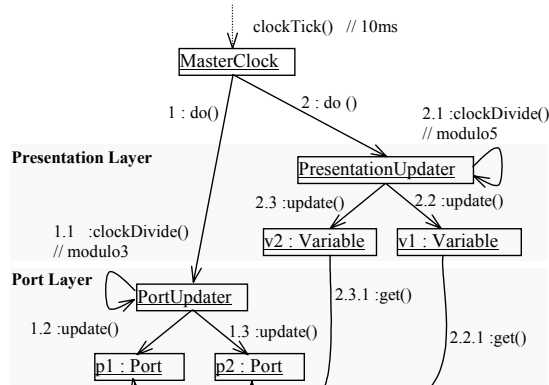 clockTick() // 10ms
MasterClock
1 : do()
2 : do ()
2.1 :clockDivide()
// modulo5
Presentation Layer
PresentationUpdater
2.3 :update()
2.2 :update()
1.1 :clockDivide()
// modulo3
v2 : Variable
v1 : Variable
Port Layer
PortUpdater
2.3.1 :get()
1.2 :update()
1.3 :update()
2.2.1 :get()
p1 : Port
p2 : Port